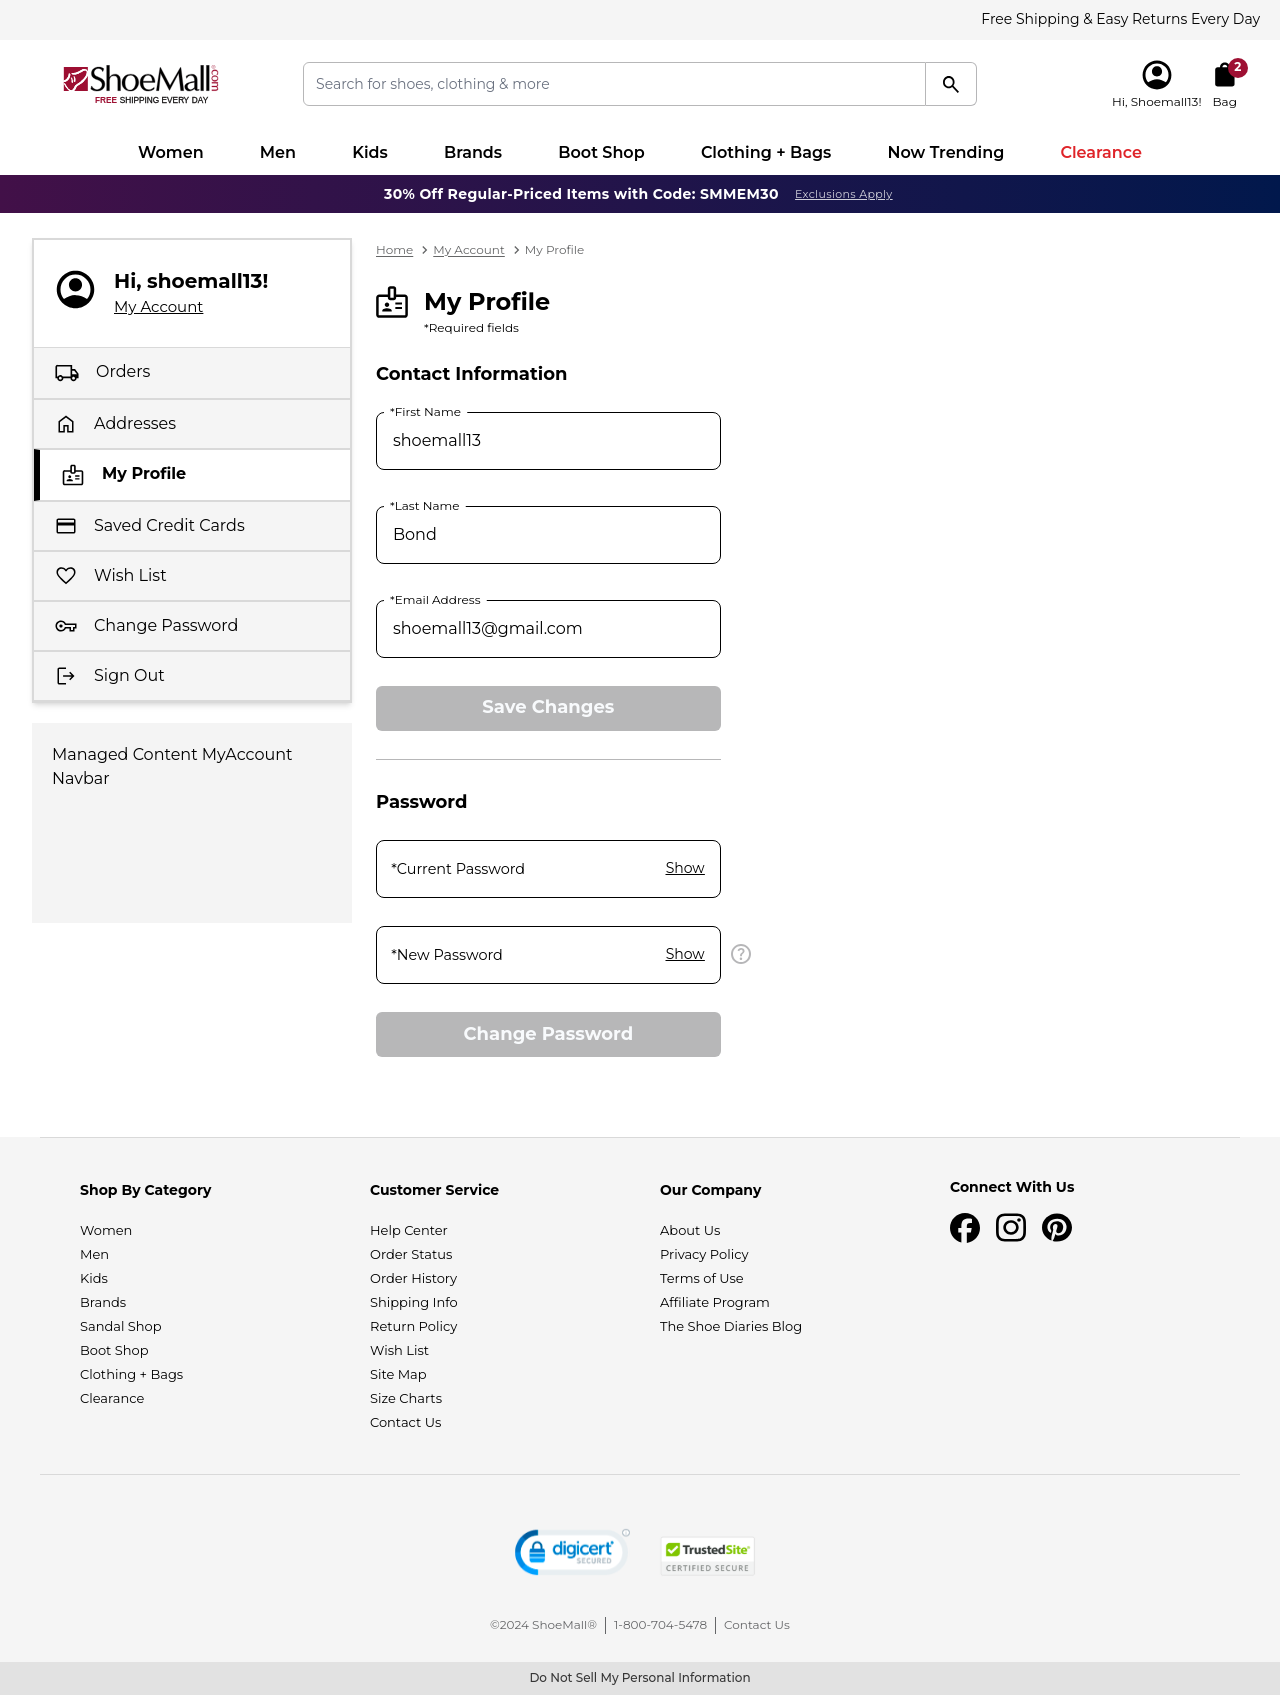 Free Shipping & Easy Returns Every Day
ShoeMall.com
FREE SHIPPING EVERY DAY
Search for shoes, clothing & more
2
Hi, Shoemall13!
Bag
Women
Men
Kids
Brands
Boot Shop
Clothing + Bags
Now Trending
Clearance
30% Off Regular-Priced Items with Code: SMMEM30
Exclusions Apply
Hi, shoemall13!
My Account
Orders
Addresses
My Profile
Saved Credit Cards
Wish List
Change Password
Sign Out
Managed Content MyAccount
Navbar
Home > My Account > My Profile
My Profile
*Required fields
Contact Information
*First Name
shoemall13
*Last Name
Bond
*Email Address
shoemall13@gmail.com
Save Changes
Password
*Current Password
Show
*New Password
Show
?
Change Password
Shop By Category
Women
Men
Kids
Brands
Sandal Shop
Boot Shop
Clothing + Bags
Clearance
Customer Service
Help Center
Order Status
Order History
Shipping Info
Return Policy
Wish List
Site Map
Size Charts
Contact Us
Our Company
About Us
Privacy Policy
Terms of Use
Affiliate Program
The Shoe Diaries Blog
Connect With Us
digicert
SECURED
TrustedSite
CERTIFIED SECURE
©2024 ShoeMall®
1-800-704-5478
Contact Us
Do Not Sell My Personal Information